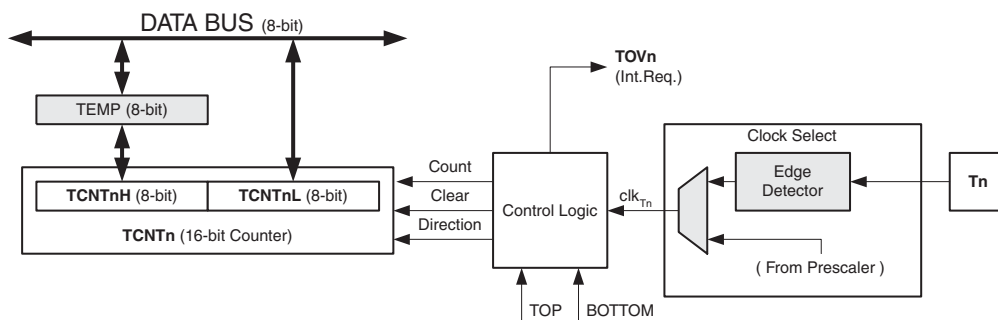 DATA BUS (8-bit)
TEMP (8-bit)
TCNTnH (8-bit)
TCNTnL (8-bit)
TCNTn (16-bit Counter)
Count
Clear
Direction
TOVn
(Int.Req.)
Control Logic
TOP
BOTTOM
clkTn
Clock Select
Edge
Detector
( From Prescaler )
Tn